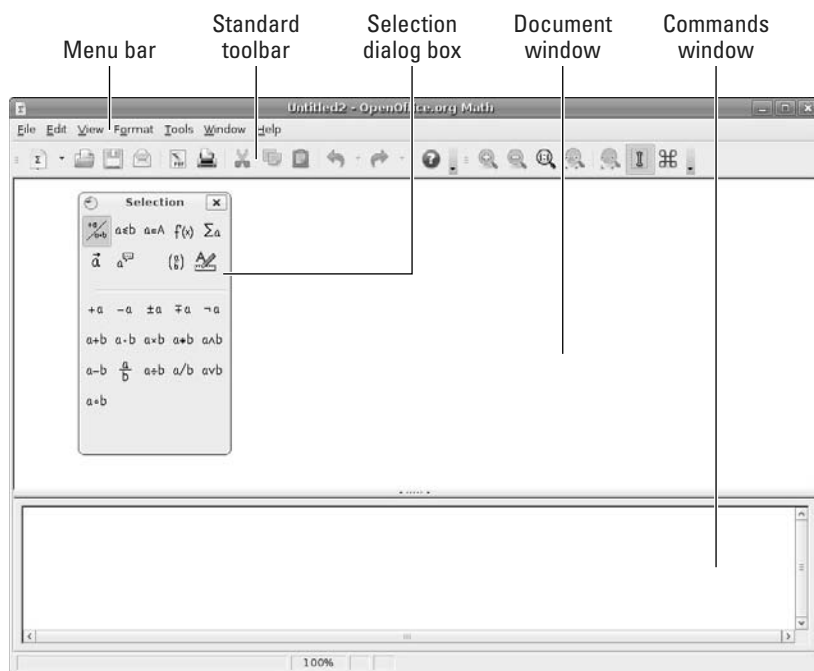 Menu bar
Standard toolbar
Selection dialog box
Document window
Commands window
Untitled2 - OpenOffice.org Math
File Edit View Format Tools Window Help
Selection
+a/a+b a≤b a∈A f(x) Σa
a⃗
+a -a ±a ∓a ¬a
a+b a·b a×b a∗b a∧b
a-b a/b a÷b a/b a∨b
a∘b
100%